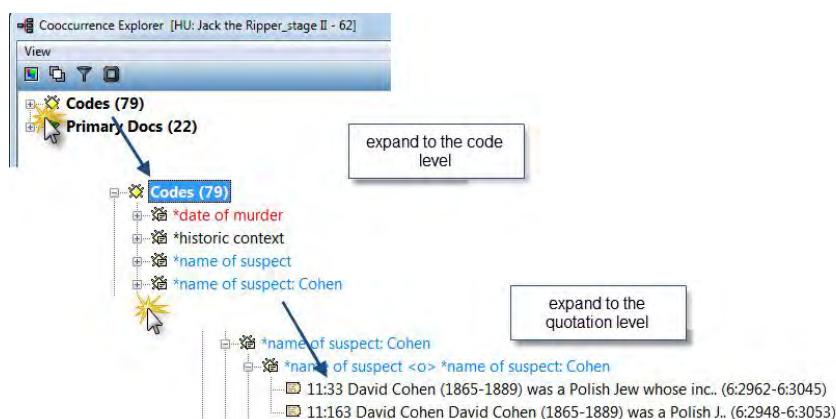 Cooccurrence Explorer [HU: Jack the Ripper_stage II - 62]
View
Codes (79)
Primary Docs (22)
expand to the code
level
Codes (79)
*date of murder
*historic context
*name of suspect
*name of suspect: Cohen
expand to the
quotation level
*name of suspect: Cohen
*name of suspect <o> *name of suspect: Cohen
11:33 David Cohen (1865-1889) was a Polish Jew whose inc.. (6:2962-6:3045)
11:163 David Cohen David Cohen (1865-1889) was a Polish J.. (6:2948-6:3053)